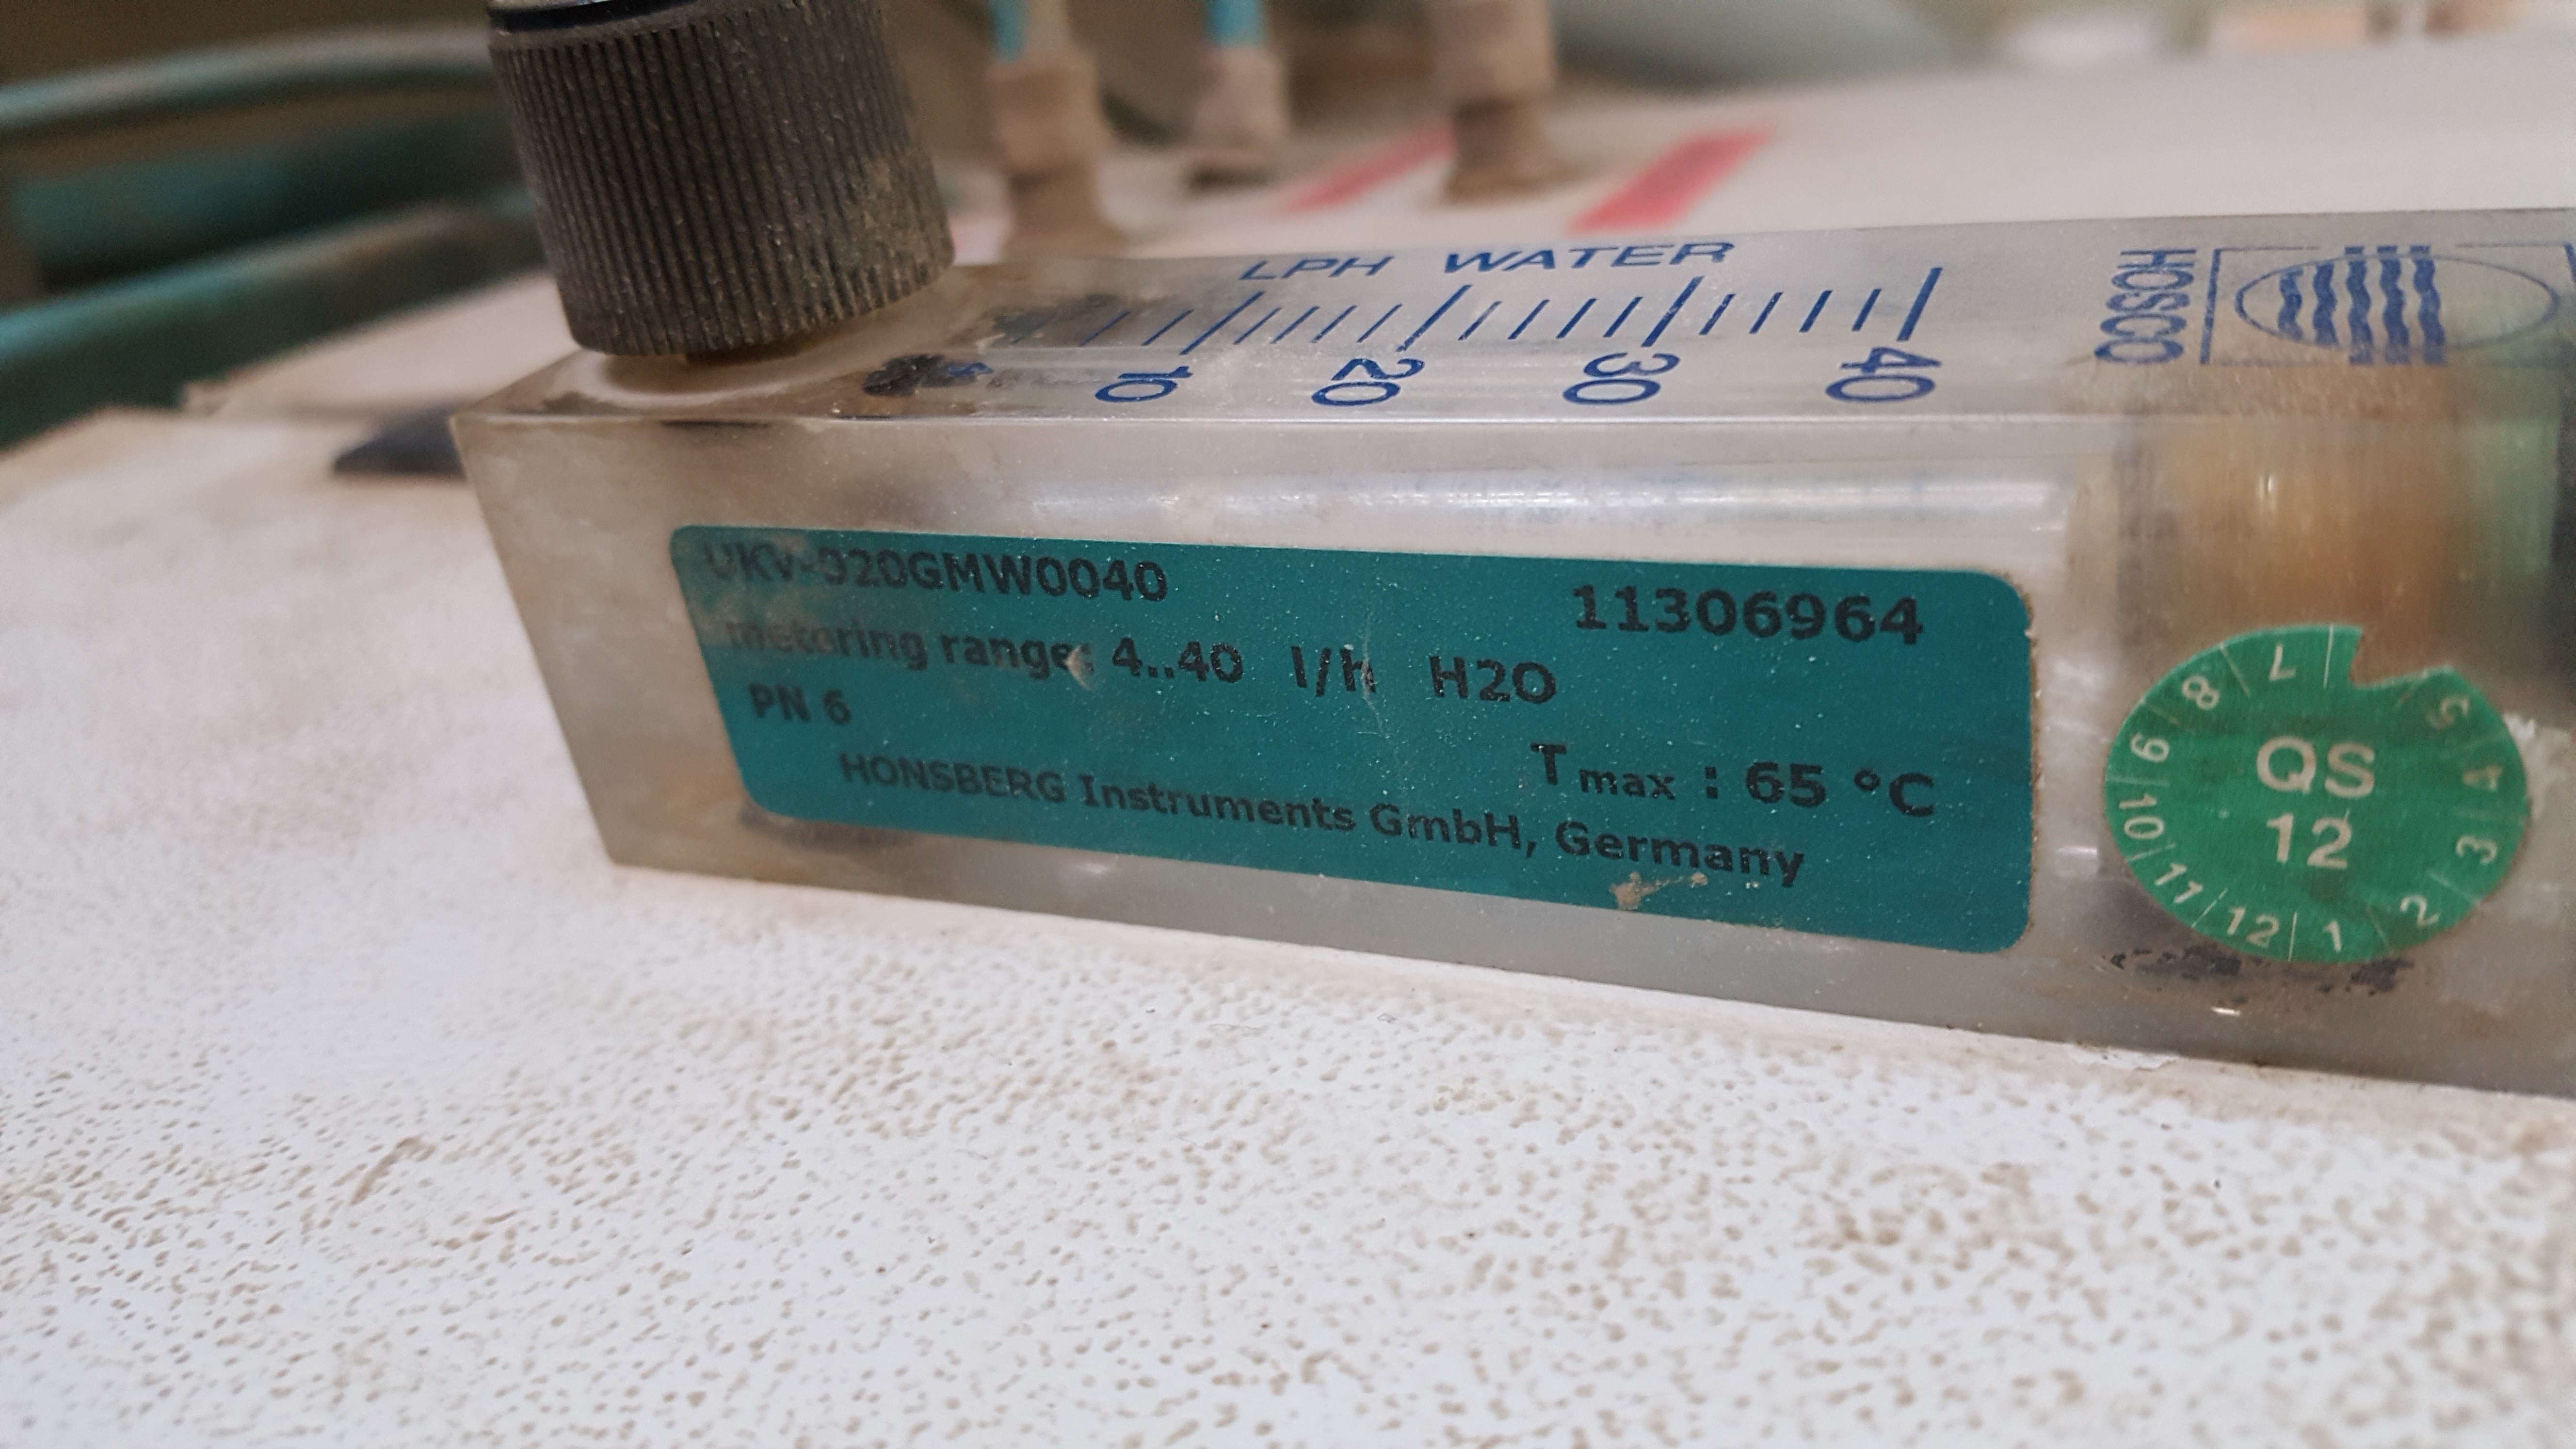 LPH WATER
10 20 30 40
HOSCO
UKV-020GMW0040
11306964
metering range: 4..40 l/h H2O
PN 6
Tmax : 65 °C
HONSBERG Instruments GmbH, Germany
QS
12
1 2 3 4 5 7 8 9 10 11 12